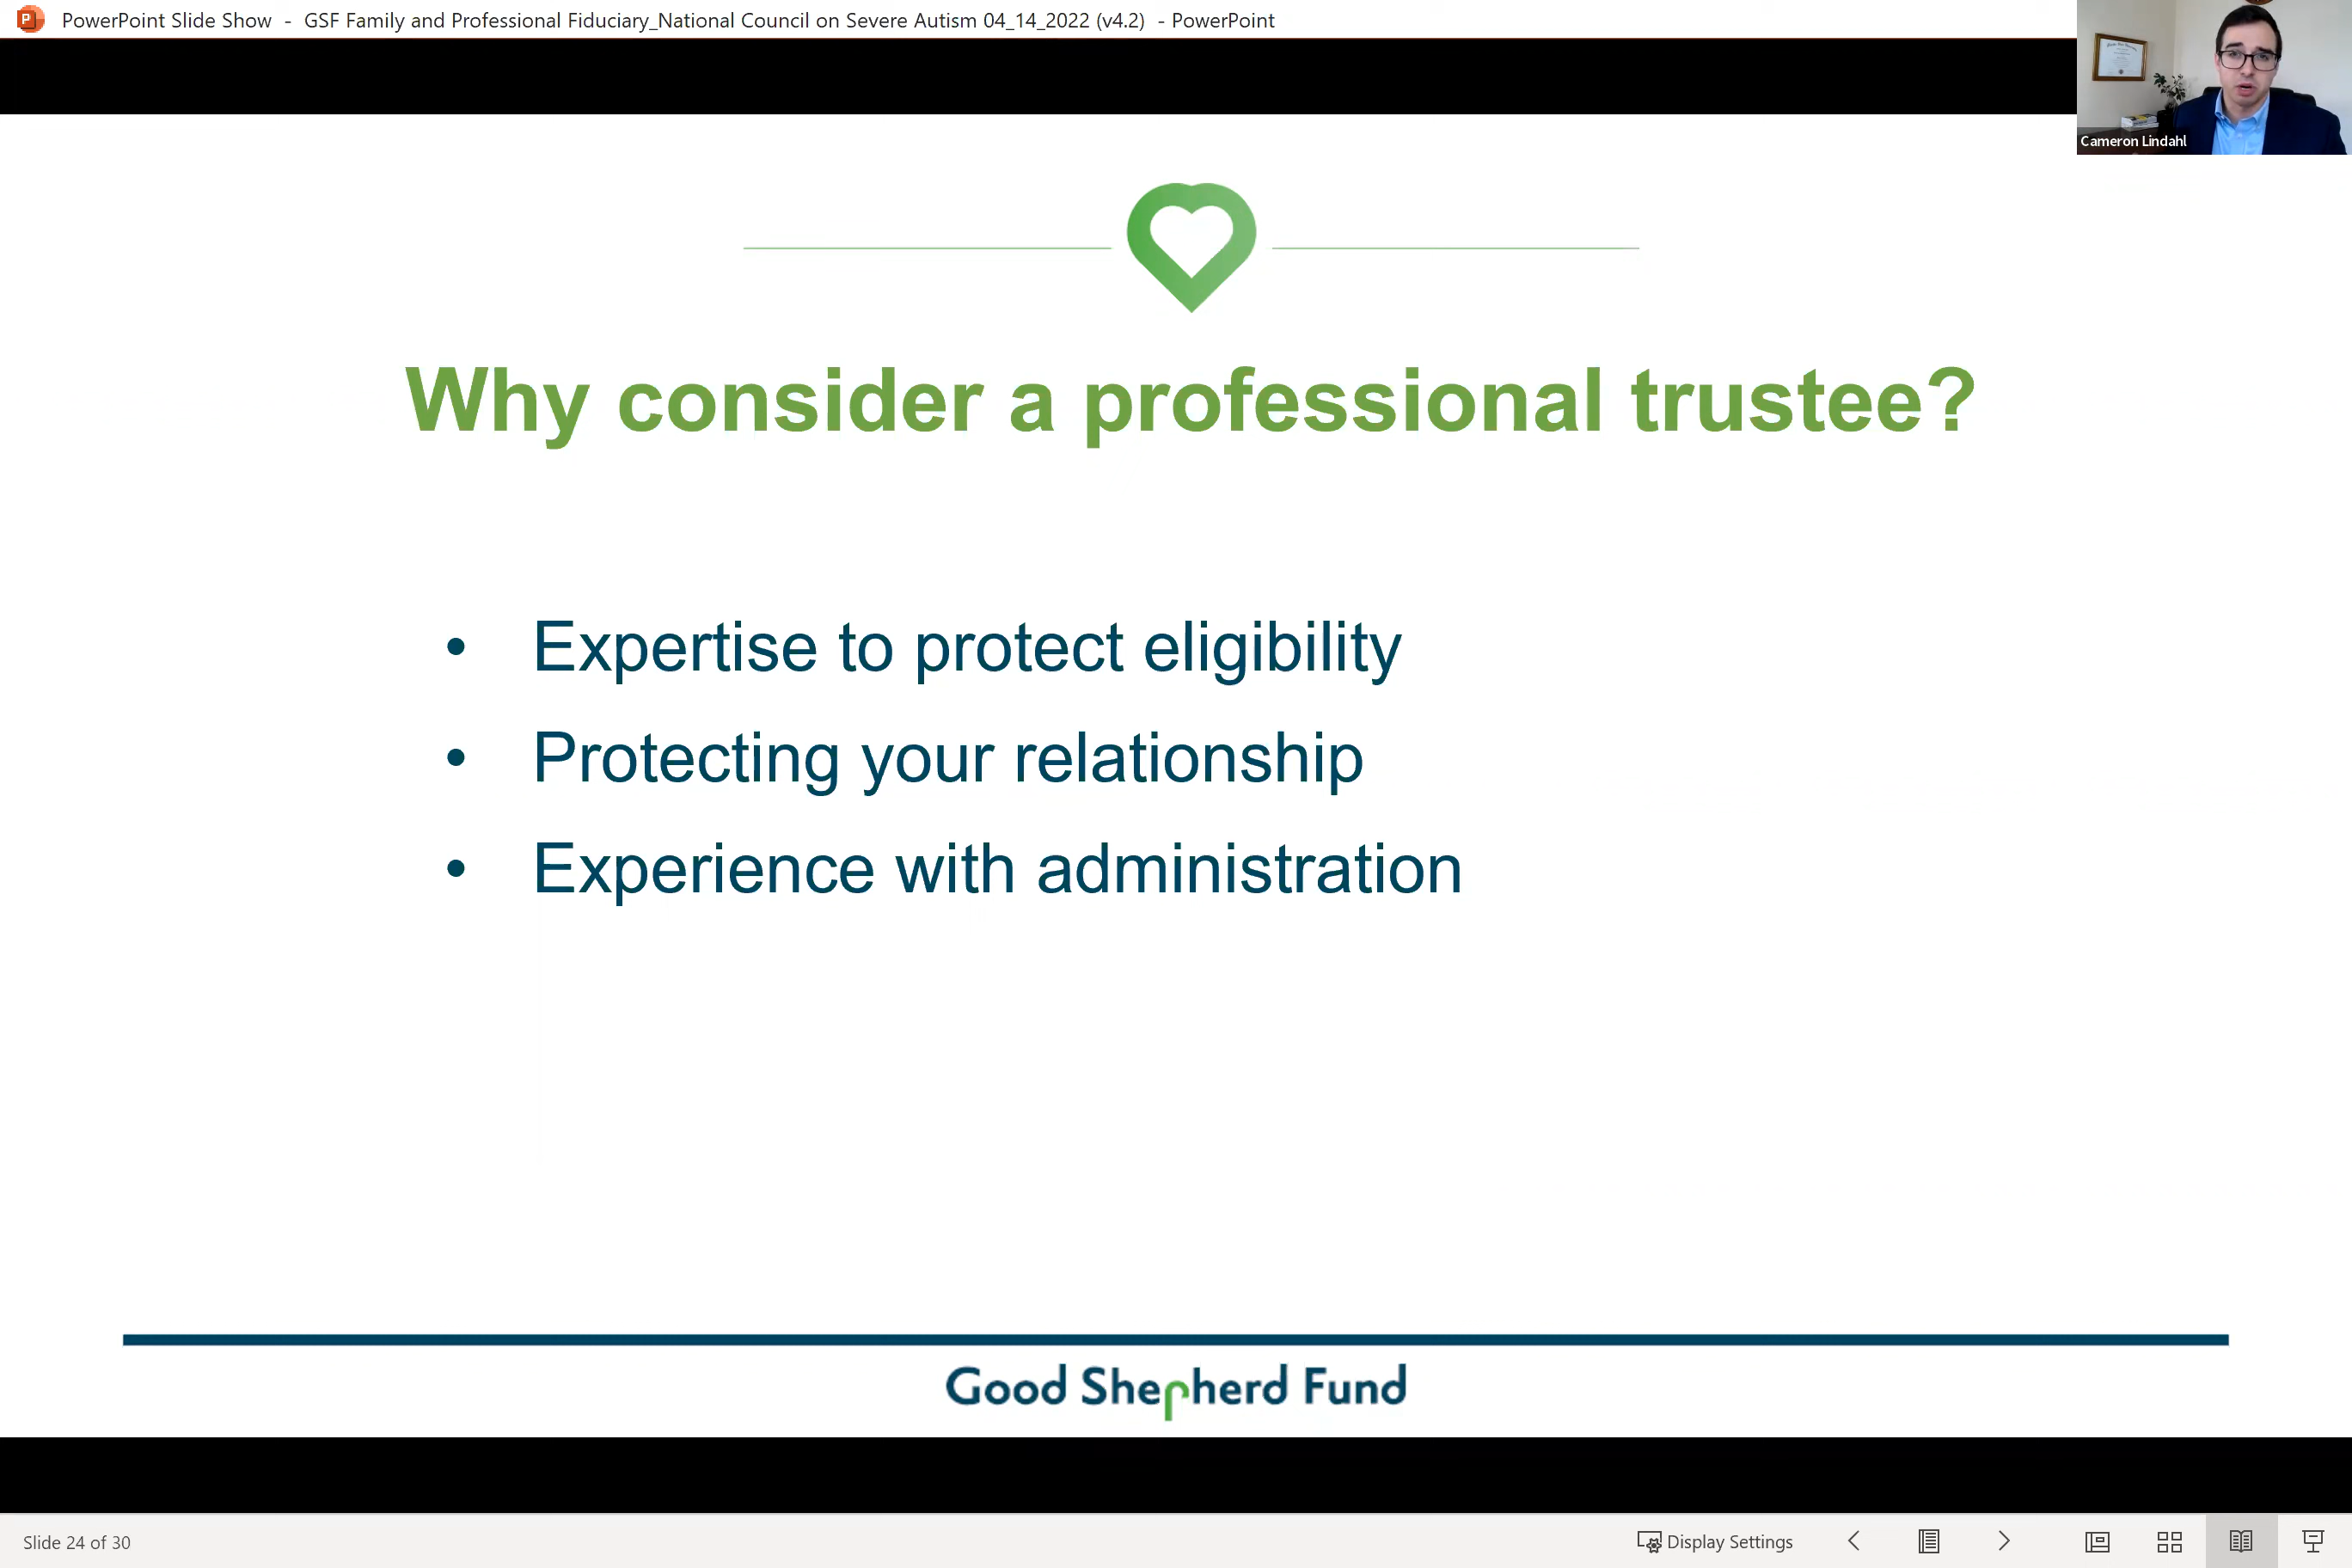 PowerPoint Slide Show - GSF Family and Professional Fiduciary_National Council on Severe Autism 04_14_2022 (v4.2) - PowerPoint
Cameron Lindahl
Why consider a professional trustee?
• Expertise to protect eligibility
• Protecting your relationship
• Experience with administration
Good Shepherd Fund
Slide 24 of 30
Display Settings